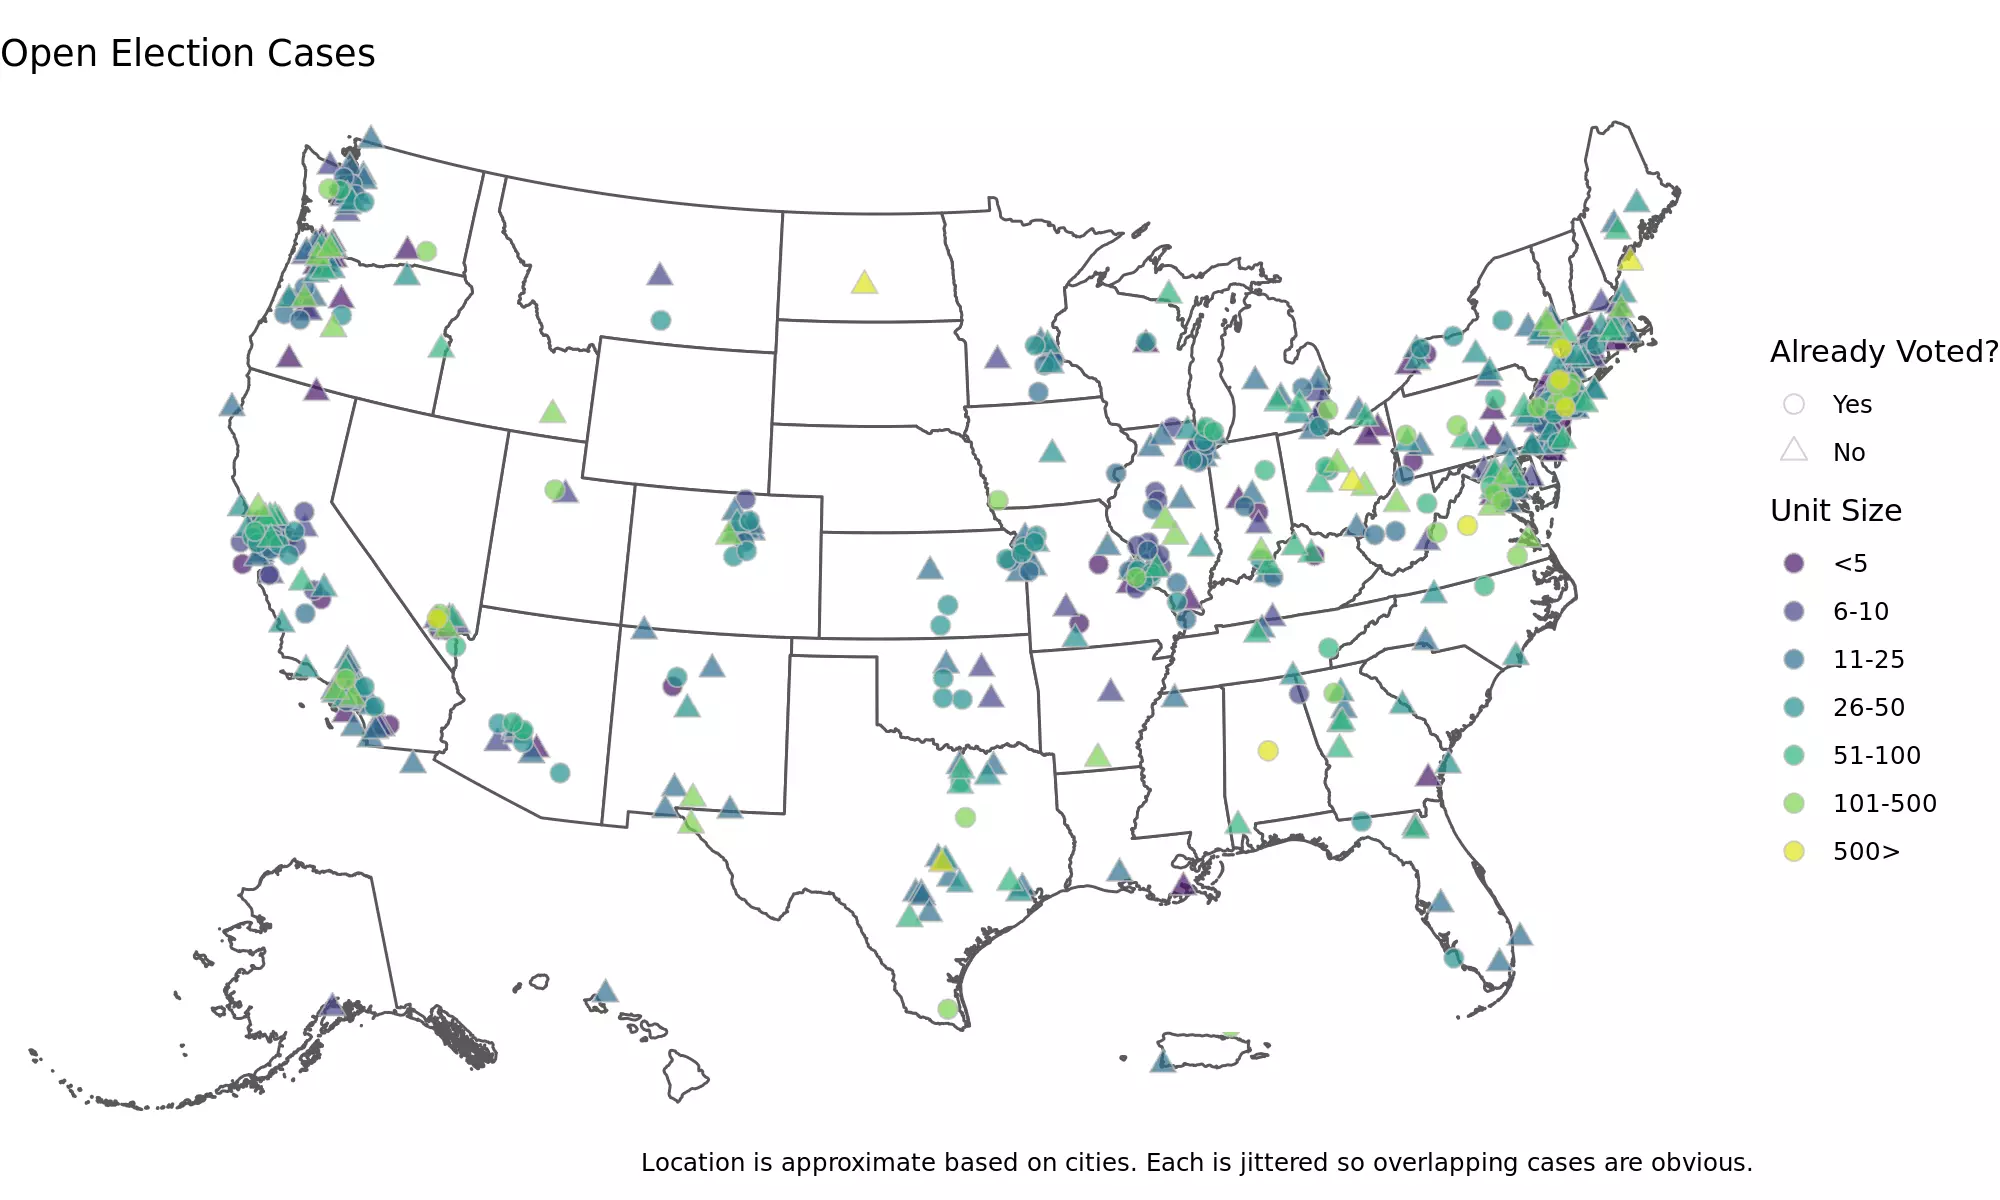 Open Election Cases
Already Voted?
Yes
No
Unit Size
<5
6-10
11-25
26-50
51-100
101-500
500>
Location is approximate based on cities. Each is jittered so overlapping cases are obvious.